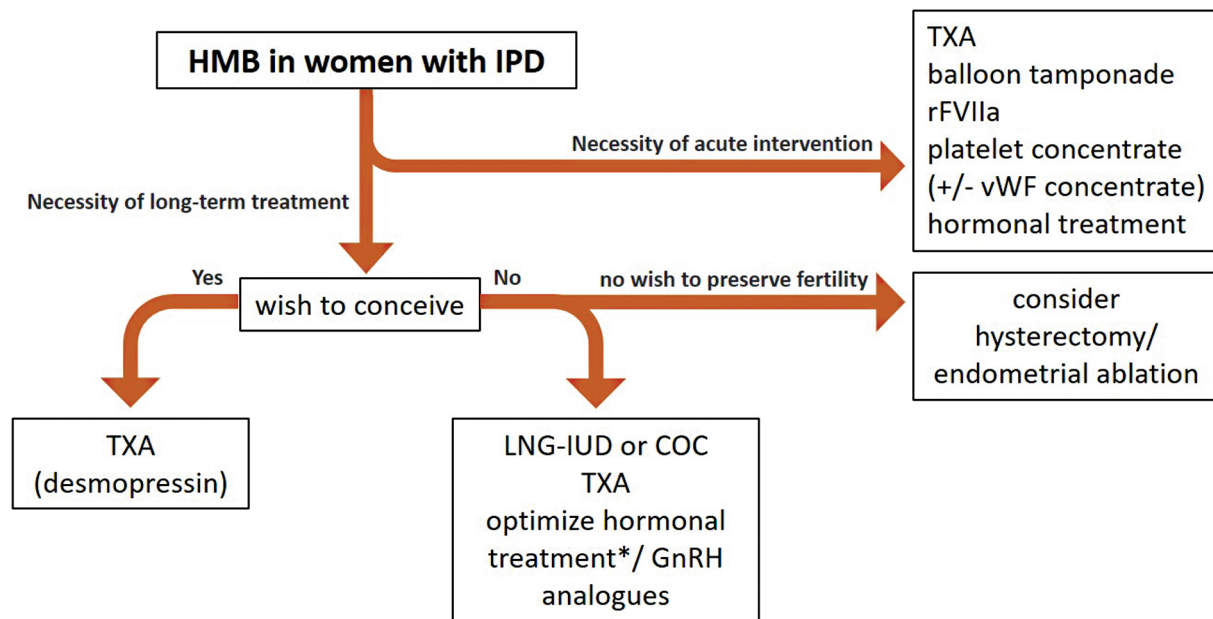 HMB in women with IPD
Necessity of acute intervention
TXA
balloon tamponade
rFVIIa
platelet concentrate
(+/- vWF concentrate)
hormonal treatment
Necessity of long-term treatment
Yes
wish to conceive
No
no wish to preserve fertility
consider
hysterectomy/
endometrial ablation
TXA
(desmopressin)
LNG-IUD or COC
TXA
optimize hormonal
treatment*/ GnRH
analogues